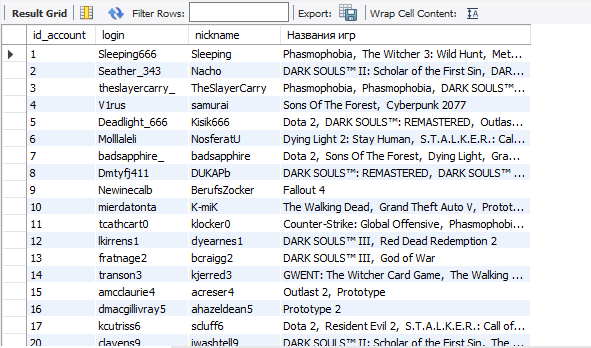 Result Grid Filter Rows: Export: Wrap Cell Content:
id_account login nickname Названия игр
1 Sleeping666 Sleeping Phasmophobia, The Witcher 3: Wild Hunt, Met...
2 Seather_343 Nacho DARK SOULS™ II: Scholar of the First Sin, DAR...
3 theslayercarry_ TheSlayerCarry Phasmophobia, Phasmophobia, DARK SOULS™...
4 V1rus samurai Sons Of The Forest, Cyberpunk 2077
5 Deadlight_666 Kisik666 Dota 2, DARK SOULS™: REMASTERED, Outlas...
6 Molllaleli NosferatU Dying Light 2: Stay Human, S.T.A.L.K.E.R.: Cal...
7 badsapphire_ badsapphire Dota 2, Sons Of The Forest, Dying Light, Gra...
8 Dmtyfj411 DUKAPb DARK SOULS™: REMASTERED, DARK SOULS™ ...
9 Newinecalb BerufsZocker Fallout 4
10 mierdatonta K-miK The Walking Dead, Grand Theft Auto V, Protot...
11 tcathcart0 klocker0 Counter-Strike: Global Offensive, Phasmophobi...
12 lkirrens1 dyearnes1 DARK SOULS™ III, Red Dead Redemption 2
13 fratnage2 bcraigg2 DARK SOULS™ III, God of War
14 transon3 kjerred3 GWENT: The Witcher Card Game, The Walking ...
15 amcclaurie4 acreser4 Outlast 2, Prototype
16 dmacgillivray5 ahazeldean5 Prototype 2
17 kcutriss6 scluff6 Dota 2, Resident Evil 2, S.T.A.L.K.E.R.: Call of...
20 clavens9 jwashtell9 DARK SOULS™ II: Scholar of the First Sin, The ...